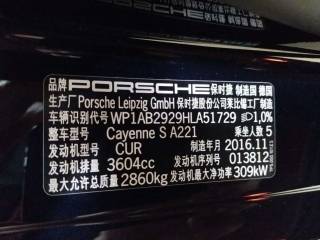 品牌 PORSCHE 保时捷 制造国 德国
生产厂 Porsche Leipzig GmbH 保时捷股份公司莱比锡工厂制造
车辆识别代号 WP1AB2929HLA51729 1,0%
整车型号 Cayenne S A221 乘坐人数 5
发动机型号 CUR 制造年月 2016.11
发动机排量 3604cc 发动机号 013812
最大允许总质量 2860kg 发动机最大净功率 309kW